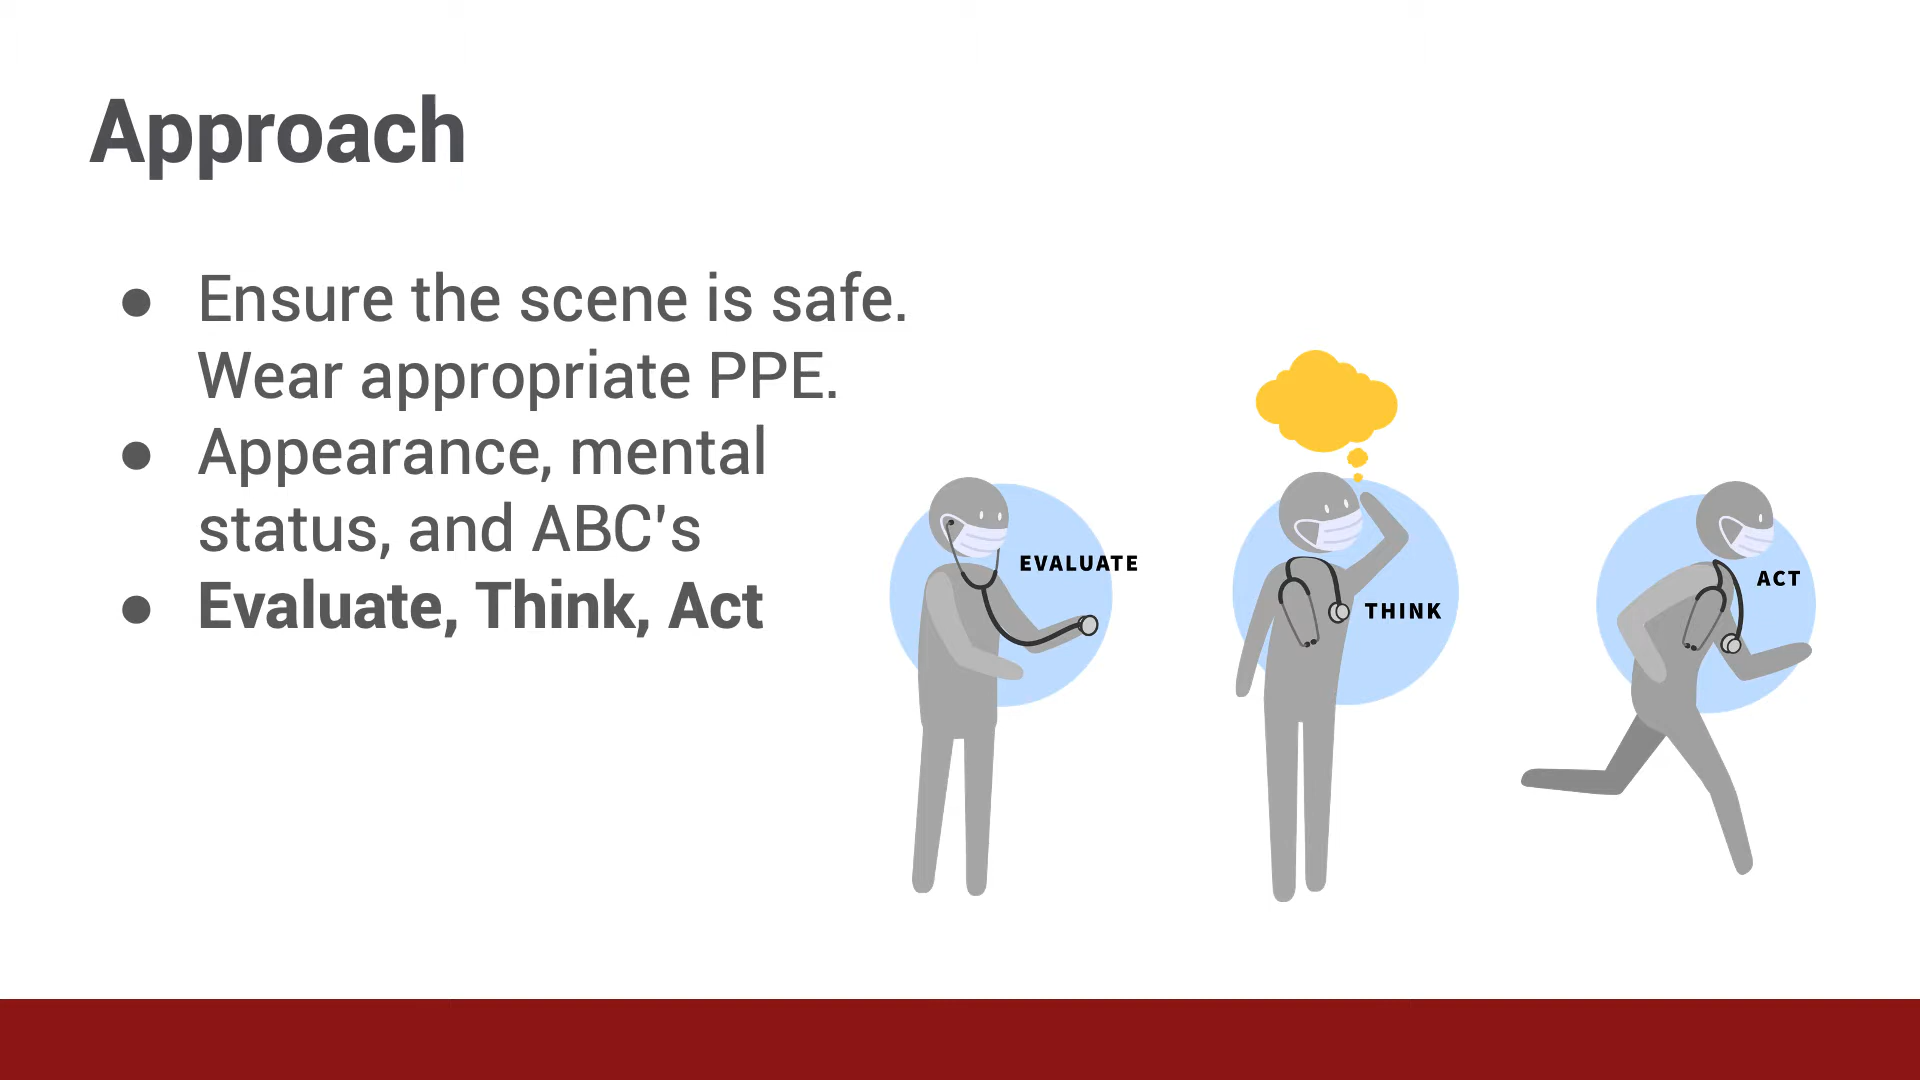 Approach
● Ensure the scene is safe.
Wear appropriate PPE.
● Appearance, mental
status, and ABC's
● Evaluate, Think, Act
EVALUATE
THINK
ACT